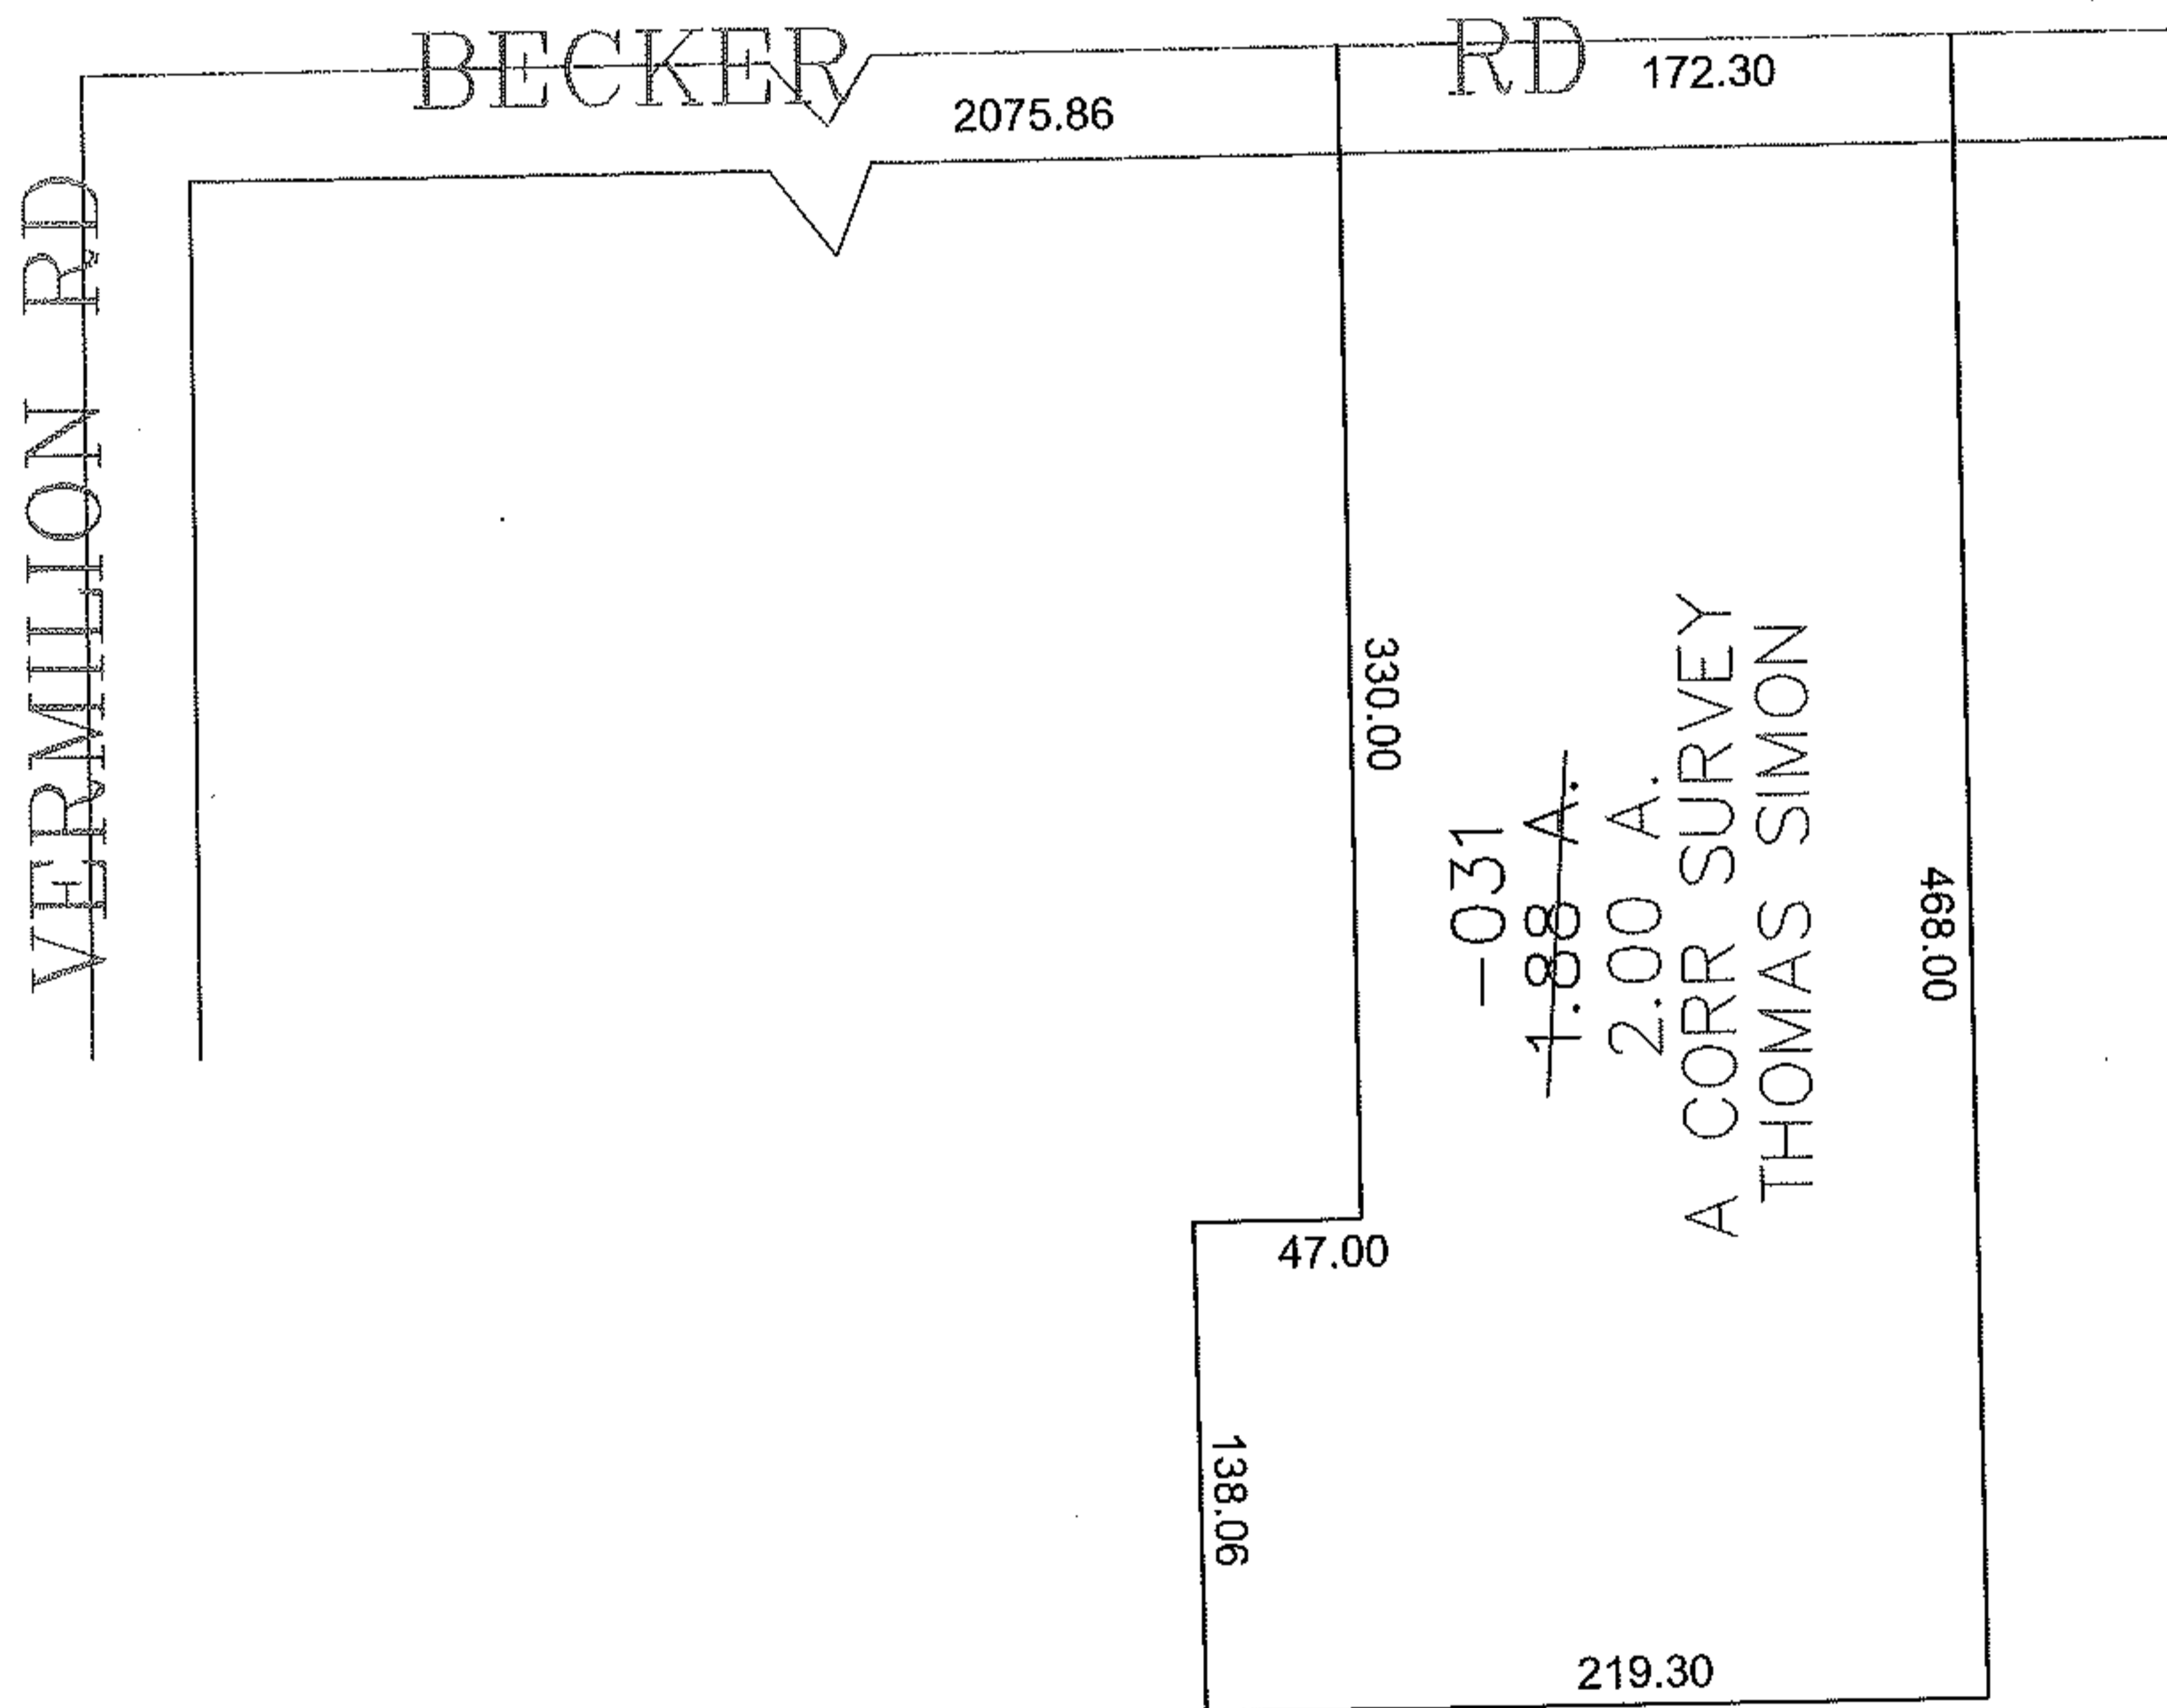 BECKER RD
172.30
2075.86
VERMILION RD
330.00
-031
1.88 A.
2.00 A.
A CORR SURVEY
THOMAS SIMON
468.00
47.00
138.06
219.30